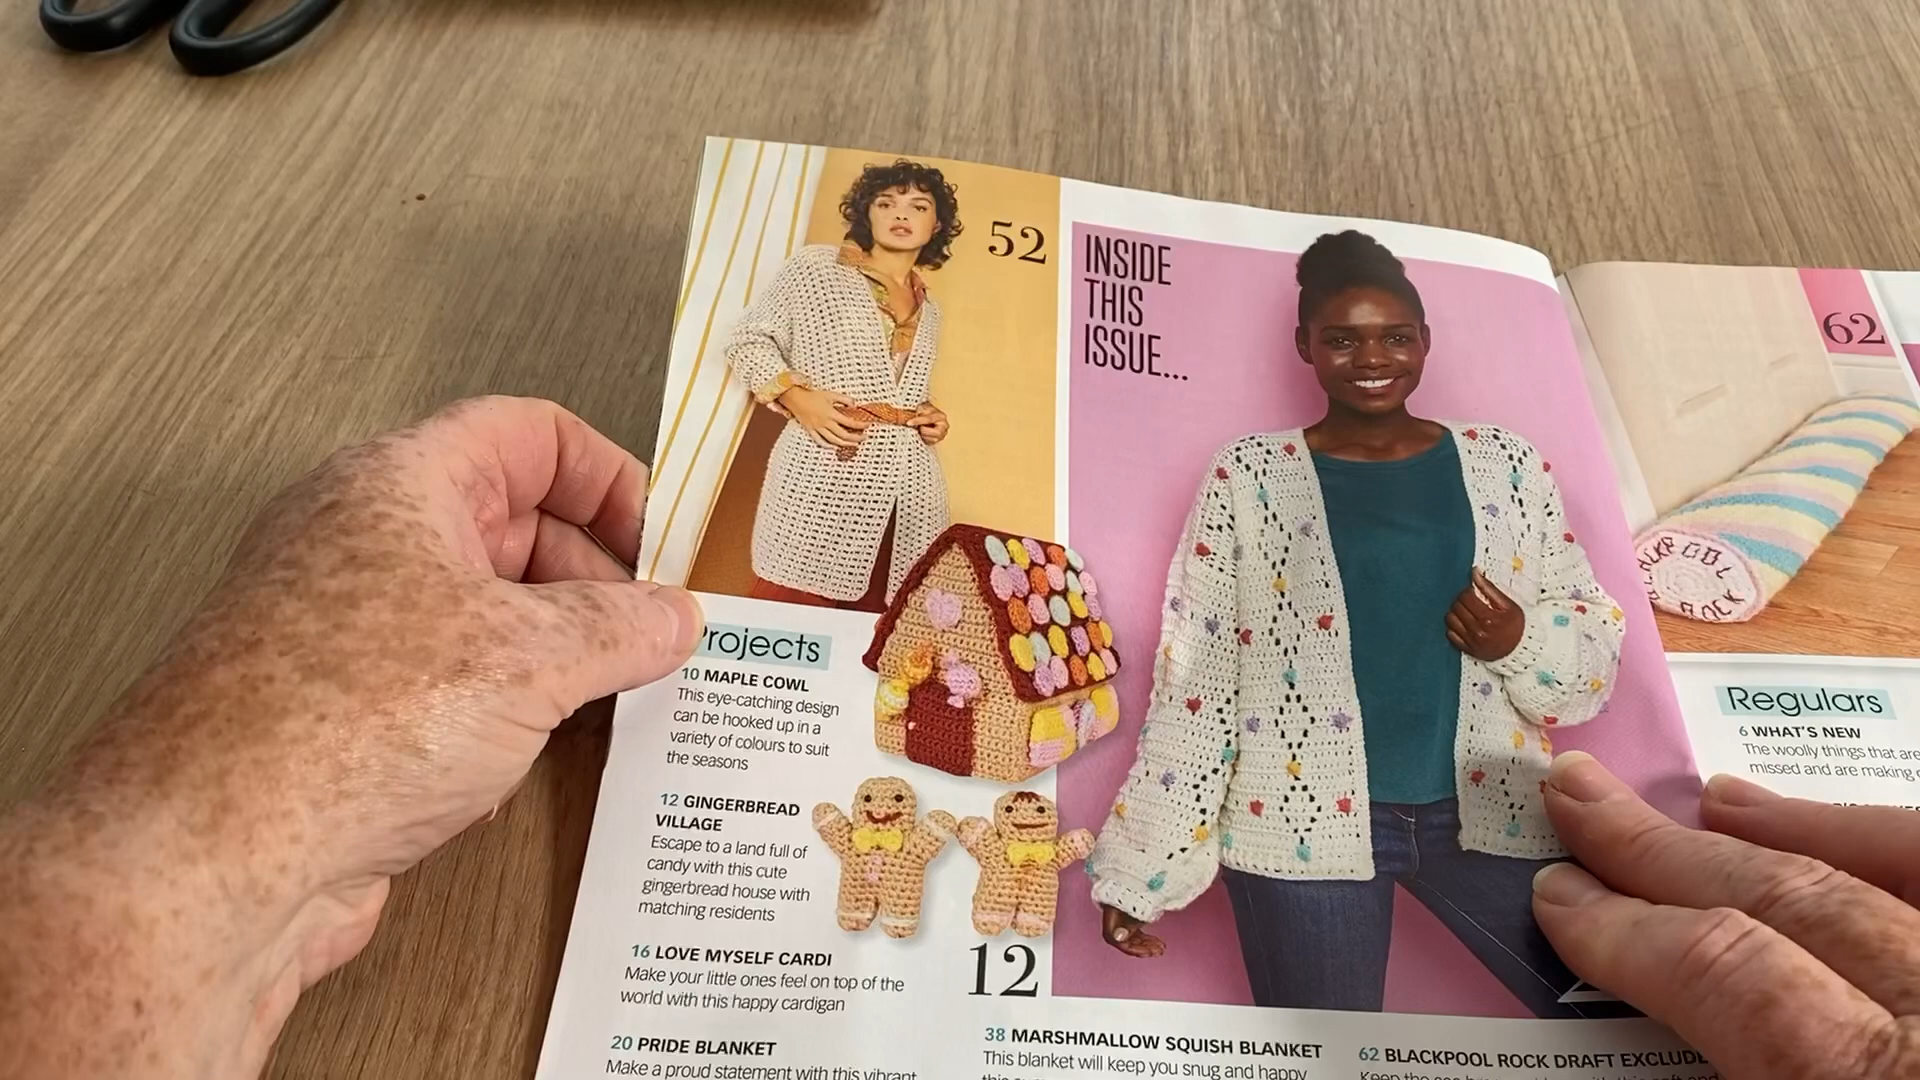 52
INSIDE
THIS
ISSUE...
62
BLACKPOOL
ROCK
Projects
10 MAPLE COWL
This eye-catching design
can be hooked up in a
variety of colours to suit
the seasons
12 GINGERBREAD
VILLAGE
Escape to a land full of
candy with this cute
gingerbread house with
matching residents
16 LOVE MYSELF CARDI
Make your little ones feel on top of the
world with this happy cardigan
20 PRIDE BLANKET
Make a proud statement with this vibrant
12
38 MARSHMALLOW SQUISH BLANKET
This blanket will keep you snug and happy
62 BLACKPOOL ROCK DRAFT
Regulars
6 WHAT'S NEW
The woolly things that are
missed and are making